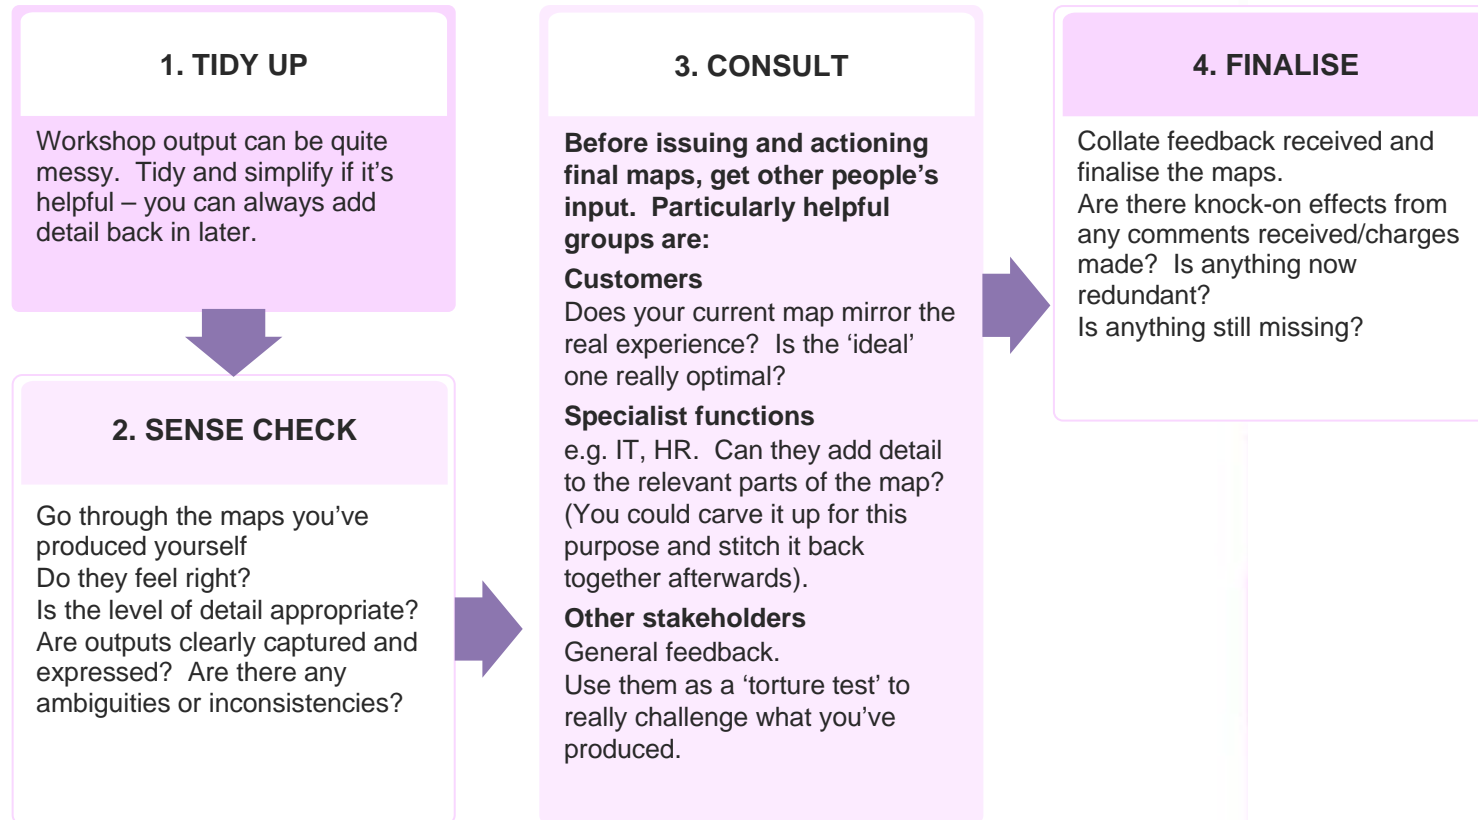 1. TIDY UP
Workshop output can be quite
messy.  Tidy and simplify if it's
helpful – you can always add
detail back in later.
2. SENSE CHECK
Go through the maps you've
produced yourself
Do they feel right?
Is the level of detail appropriate?
Are outputs clearly captured and
expressed?  Are there any
ambiguities or inconsistencies?
3. CONSULT
Before issuing and actioning
final maps, get other people's
input.  Particularly helpful
groups are:
Customers
Does your current map mirror the
real experience?  Is the 'ideal'
one really optimal?
Specialist functions
e.g. IT, HR.  Can they add detail
to the relevant parts of the map?
(You could carve it up for this
purpose and stitch it back
together afterwards).
Other stakeholders
General feedback.
Use them as a 'torture test' to
really challenge what you've
produced.
4. FINALISE
Collate feedback received and
finalise the maps.
Are there knock-on effects from
any comments received/charges
made?  Is anything now
redundant?
Is anything still missing?